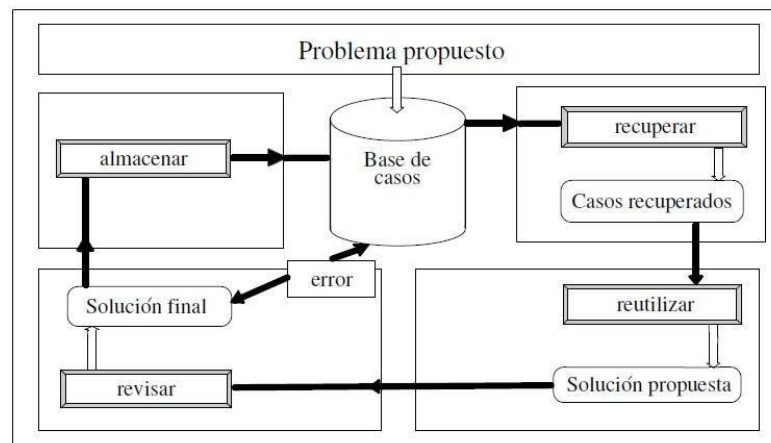 Problema propuesto
almacenar
Base de
casos
recuperar
Casos recuperados
error
Solución final
reutilizar
revisar
Solución propuesta